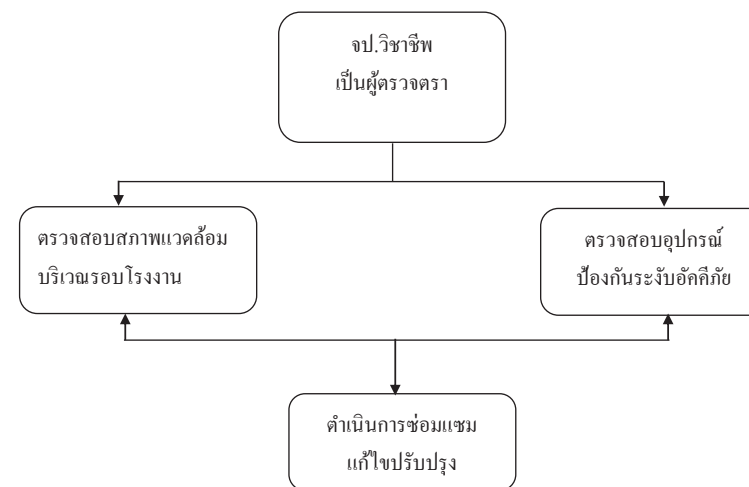 จป.วิชาชีพ
เป็นผู้ตรวจตรา
ตรวจสอบสภาพแวดล้อม
บริเวณรอบโรงงาน
ตรวจสอบอุปกรณ์
ป้องกันระงับอัคคีภัย
ดำเนินการซ่อมแซม
แก้ไขปรับปรุง